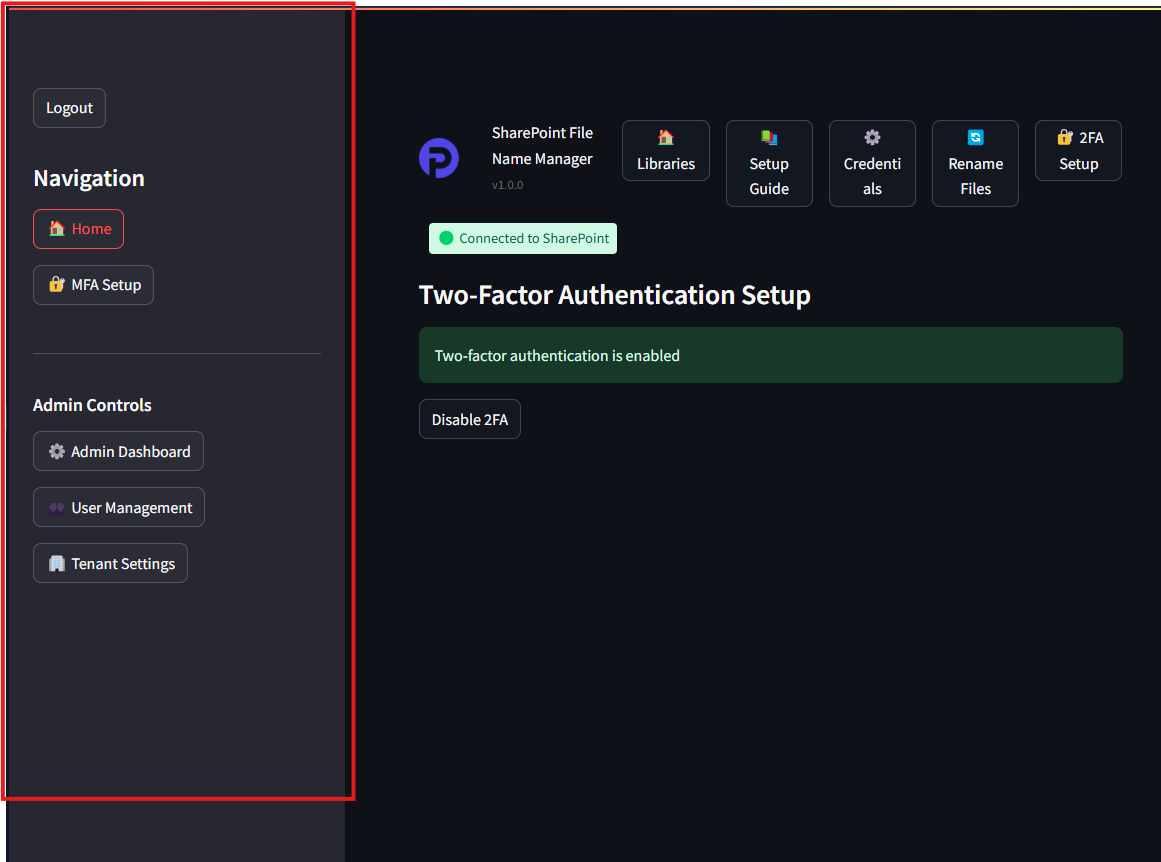 Logout
Navigation
Home
MFA Setup
Admin Controls
Admin Dashboard
User Management
Tenant Settings
SharePoint File
Name Manager
v1.0.0
Libraries
Setup
Guide
Credenti
als
Rename
Files
2FA
Setup
Connected to SharePoint
Two-Factor Authentication Setup
Two-factor authentication is enabled
Disable 2FA